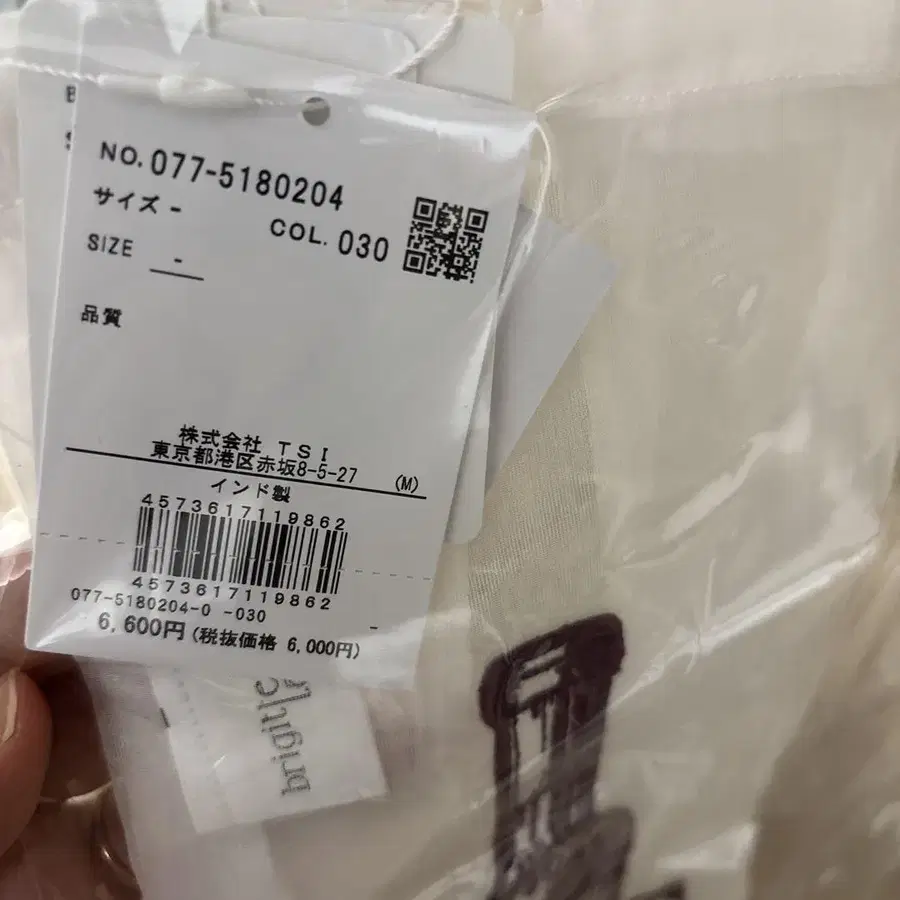 NO. 077-5180204
サイズ -
COL. 030
SIZE -
品質
株式会社 TSI
東京都港区赤坂8-5-27 (M)
インド製
4573617119862
4573617119862
077-5180204-0 -030 -
6,600円(税抜価格 6,000円)
brigitte